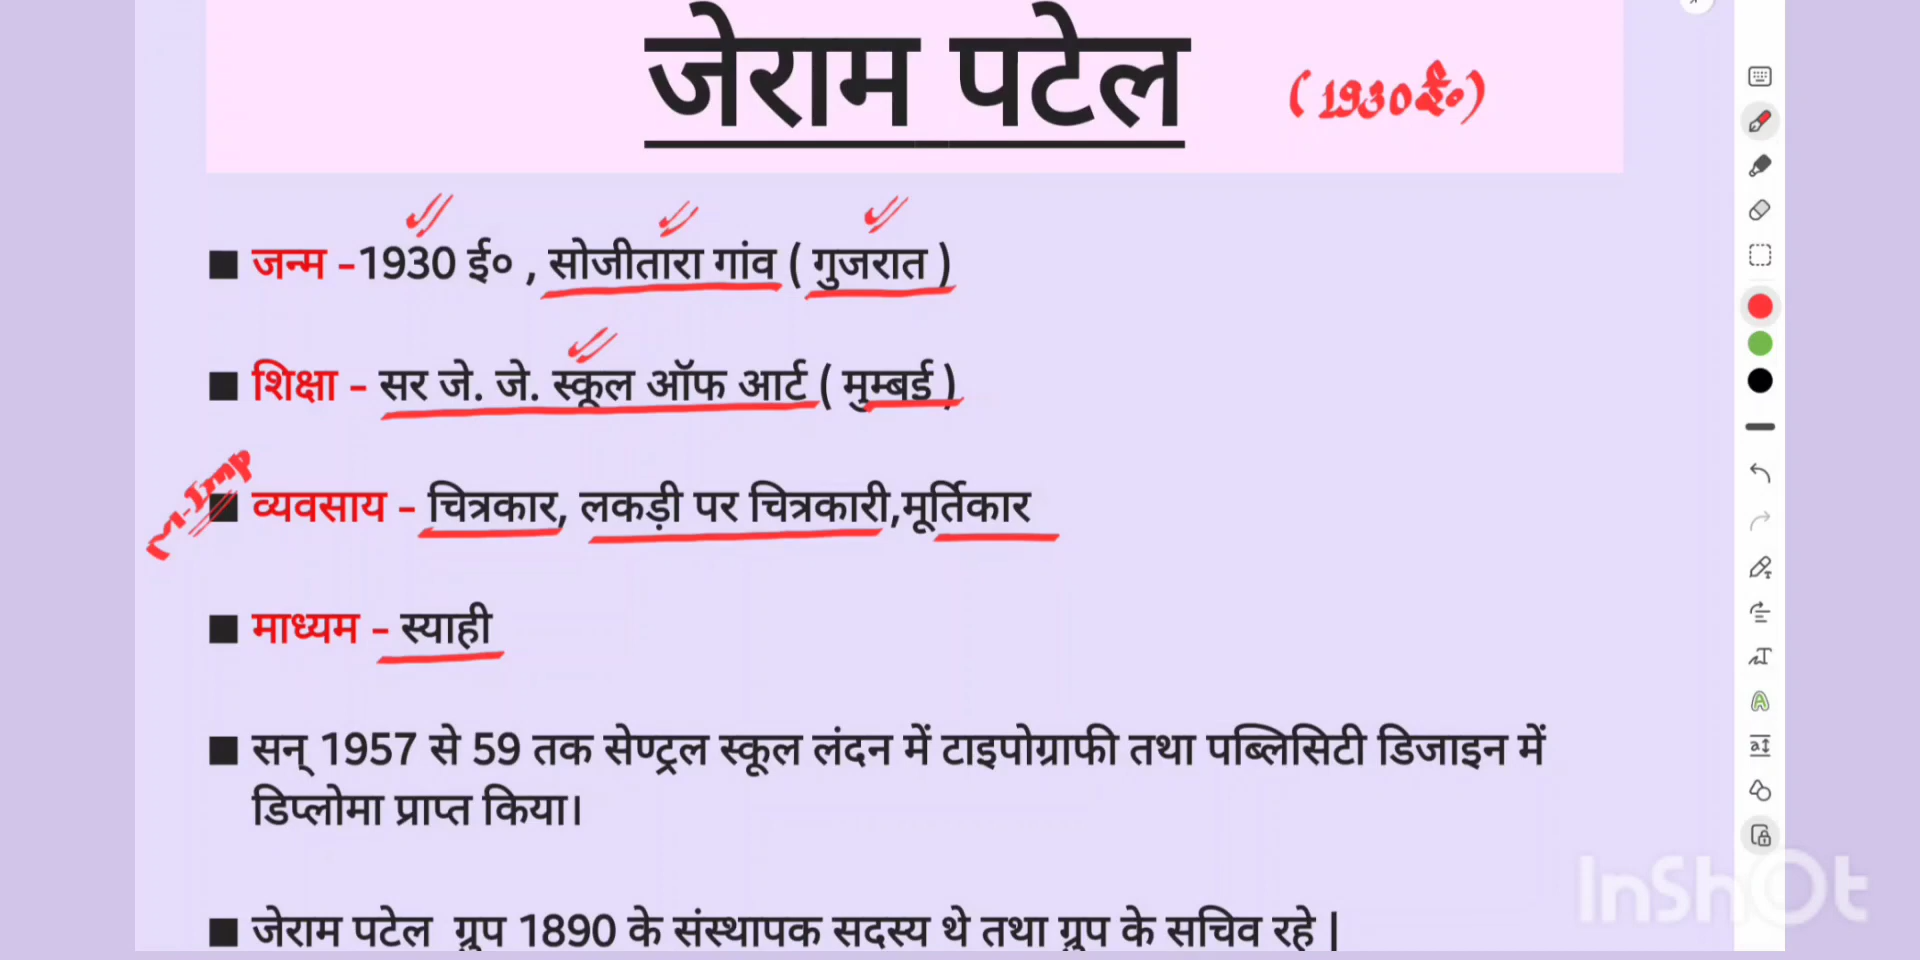 जेराम पटेल (1930ई०)
■ जन्म -1930 ई० , सोजीतारा गांव ( गुजरात )
■ शिक्षा - सर जे. जे. स्कूल ऑफ आर्ट ( मुम्बई )
Imp
■ व्यवसाय - चित्रकार, लकड़ी पर चित्रकारी,मूर्तिकार
■ माध्यम - स्याही
■ सन् 1957 से 59 तक सेण्ट्रल स्कूल लंदन में टाइपोग्राफी तथा पब्लिसिटी डिजाइन में
डिप्लोमा प्राप्त किया।
■ जेराम पटेल ग्रुप 1890 के संस्थापक सदस्य थे तथा ग्रुप के सचिव रहे |
InShOt